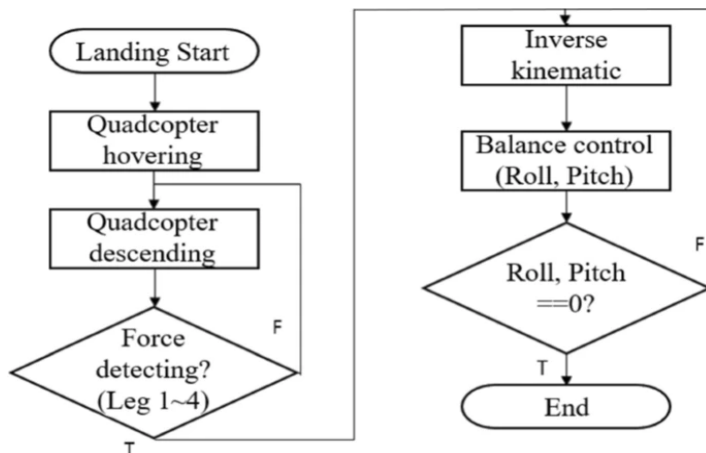 Landing Start
Quadcopter
hovering
Quadcopter
descending
Force
detecting?
(Leg 1~4)
F
T
Inverse
kinematic
Balance control
(Roll, Pitch)
Roll, Pitch
==0?
F
T
End